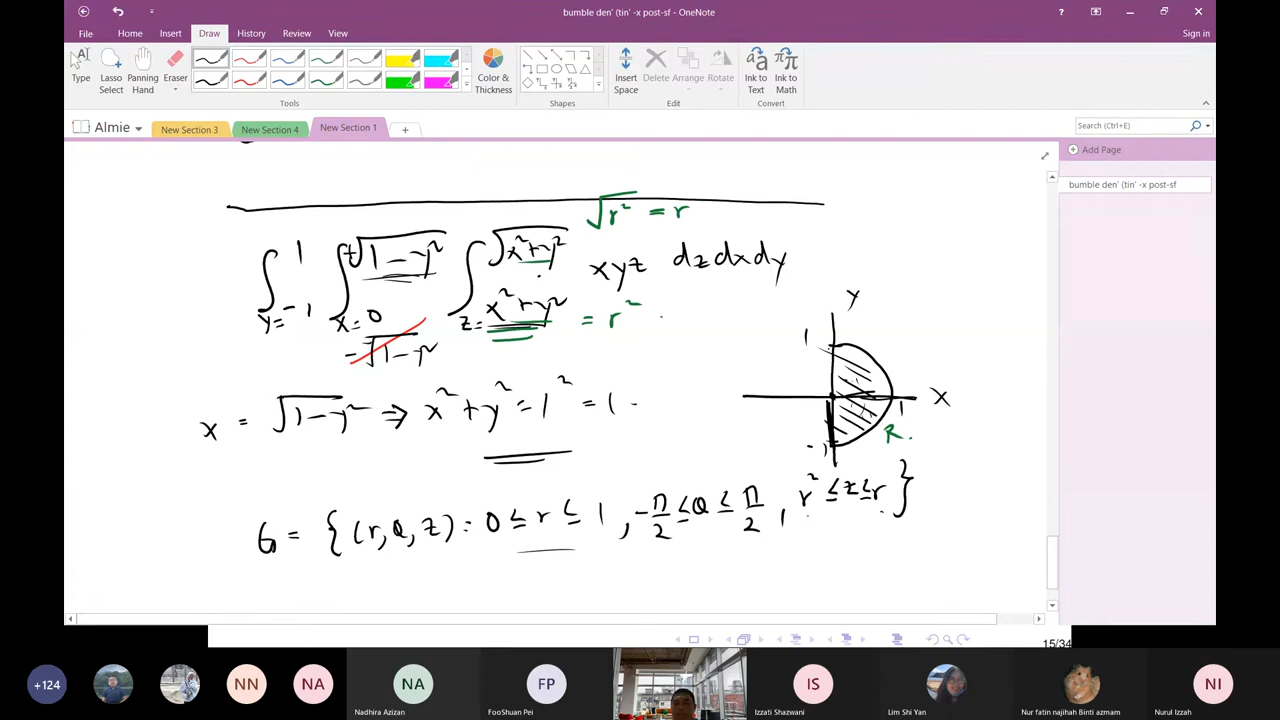 bumble den' (tin' -x post-sf - OneNote
File Home Insert Draw History Review View Sign in
Type Lasso Select Panning Hand Eraser Color & Thickness Insert Space Delete Arrange Rotate Ink to Text Ink to Math
Tools Shapes Edit Convert
Almie New Section 3 New Section 4 New Section 1 + Search (Ctrl+E)
Add Page
bumble den' (tin' -x post-sf
√r² = r
∫_{y=-1}^{1} ∫_{x=0}^{+√1-y²} ∫_{z=x²+y²}^{√x²+y²} xyz dzdxdy
= r²
-√1-y²
x = √1-y² ⇒ x²+y² = 1² = 1
Y
1
X
1
R.
-1
G = {(r,θ,z): 0 ≤ r ≤ 1, -π/2 ≤ θ ≤ π/2, r² ≤ z ≤ r}
15/34
+124 NN NA NA FP IS NI
Nadhira Azizan FooShuan Pei Izzati Shazwani Lim Shi Yan Nur fatin najihah Binti azmam Nurul Izzah